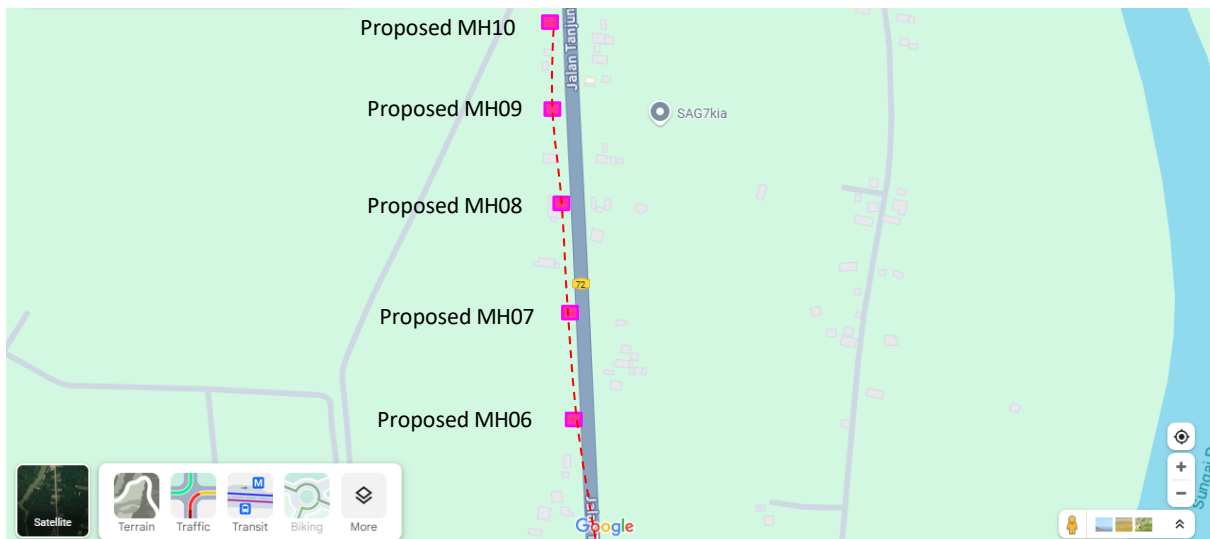 Proposed MH10
Jalan Tanjun
Proposed MH09
SAG7kia
Proposed MH08
72
Proposed MH07
Proposed MH06
Satellite
Terrain
Traffic
M
Transit
Biking
More
Google
Sungai